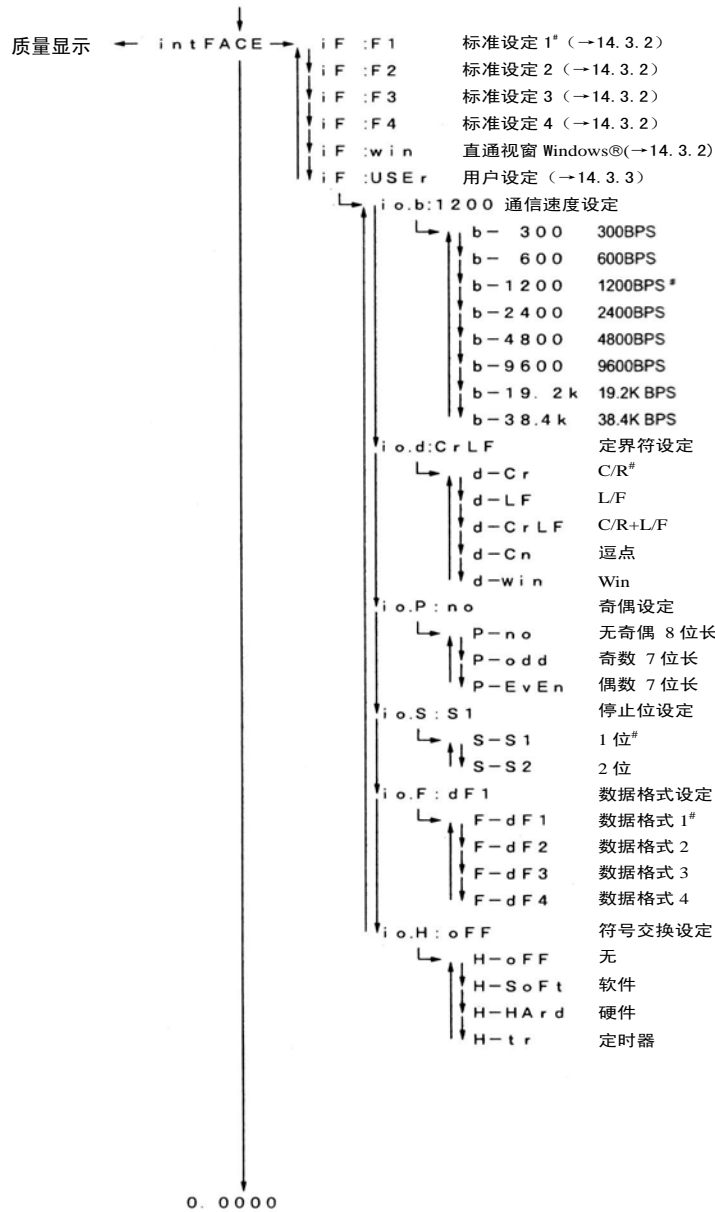 质量显示 ← intFACE → iF :F1 标准设定 1# (→14.3.2)
iF :F2 标准设定 2 (→14.3.2)
iF :F3 标准设定 3 (→14.3.2)
iF :F4 标准设定 4 (→14.3.2)
iF :win 直通视窗 Windows®(→14.3.2)
iF :USEr 用户设定 (→14.3.3)
io.b:1200 通信速度设定
b- 300 300BPS
b- 600 600BPS
b-1200 1200BPS#
b-2400 2400BPS
b-4800 4800BPS
b-9600 9600BPS
b-19.2k 19.2K BPS
b-38.4k 38.4K BPS
io.d:CrLF 定界符设定
d-Cr C/R#
d-LF L/F
d-CrLF C/R+L/F
d-Cn 逗点
d-win Win
io.P:no 奇偶设定
P-no 无奇偶 8 位长
P-odd 奇数 7 位长
P-EvEn 偶数 7 位长
io.S:S1 停止位设定
S-S1 1 位#
S-S2 2 位
io.F:dF1 数据格式设定
F-dF1 数据格式 1#
F-dF2 数据格式 2
F-dF3 数据格式 3
F-dF4 数据格式 4
io.H:oFF 符号交换设定
H-oFF 无
H-SoFt 软件
H-HArd 硬件
H-tr 定时器
0.0000